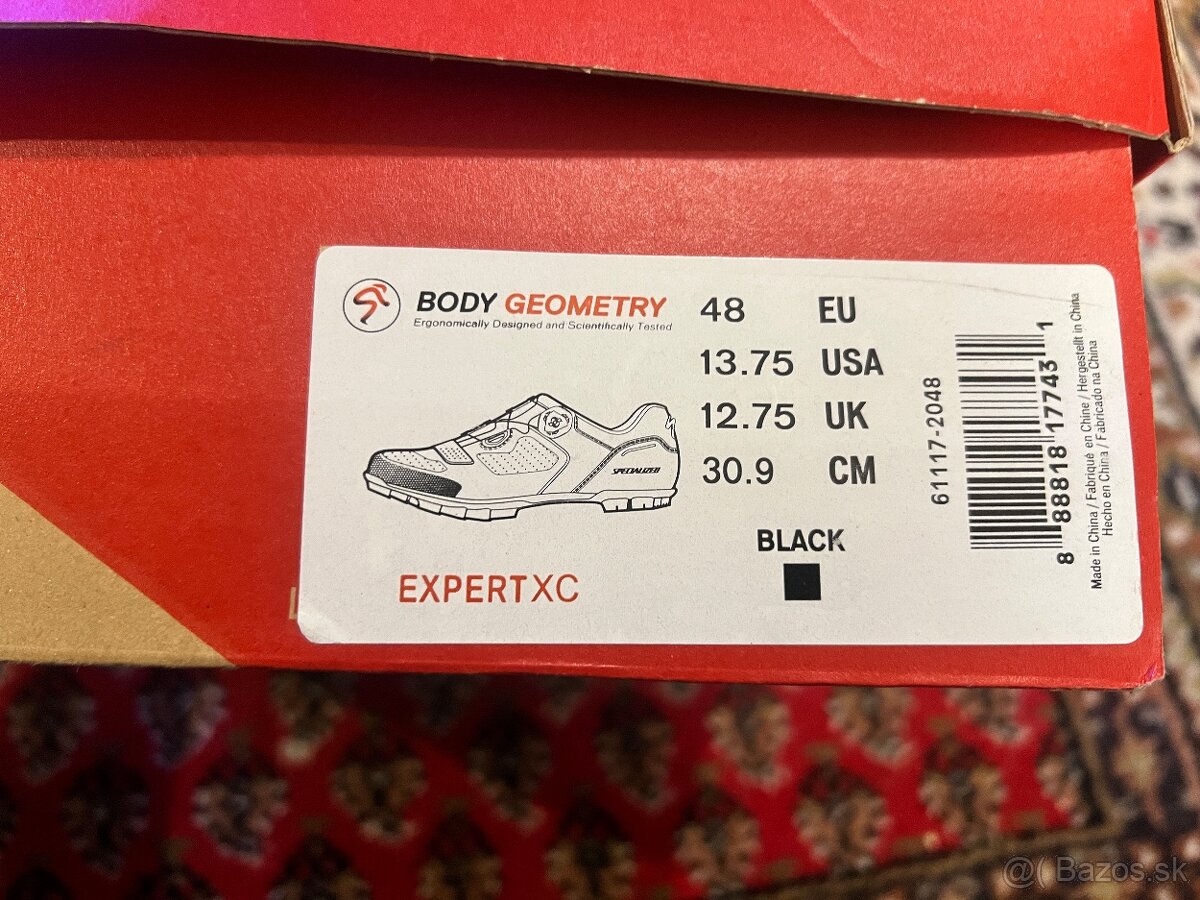 BODY GEOMETRY
Ergonomically Designed and Scientifically Tested
48 EU
13.75 USA
12.75 UK
30.9 CM
SPECIALIZED
EXPERT XC
BLACK
61117-2048
8 88818 17743 1
Made in China / Fabriqué en Chine / Hergestellt in China
Hecho en China / Fabricado na China
@( Bazos.sk